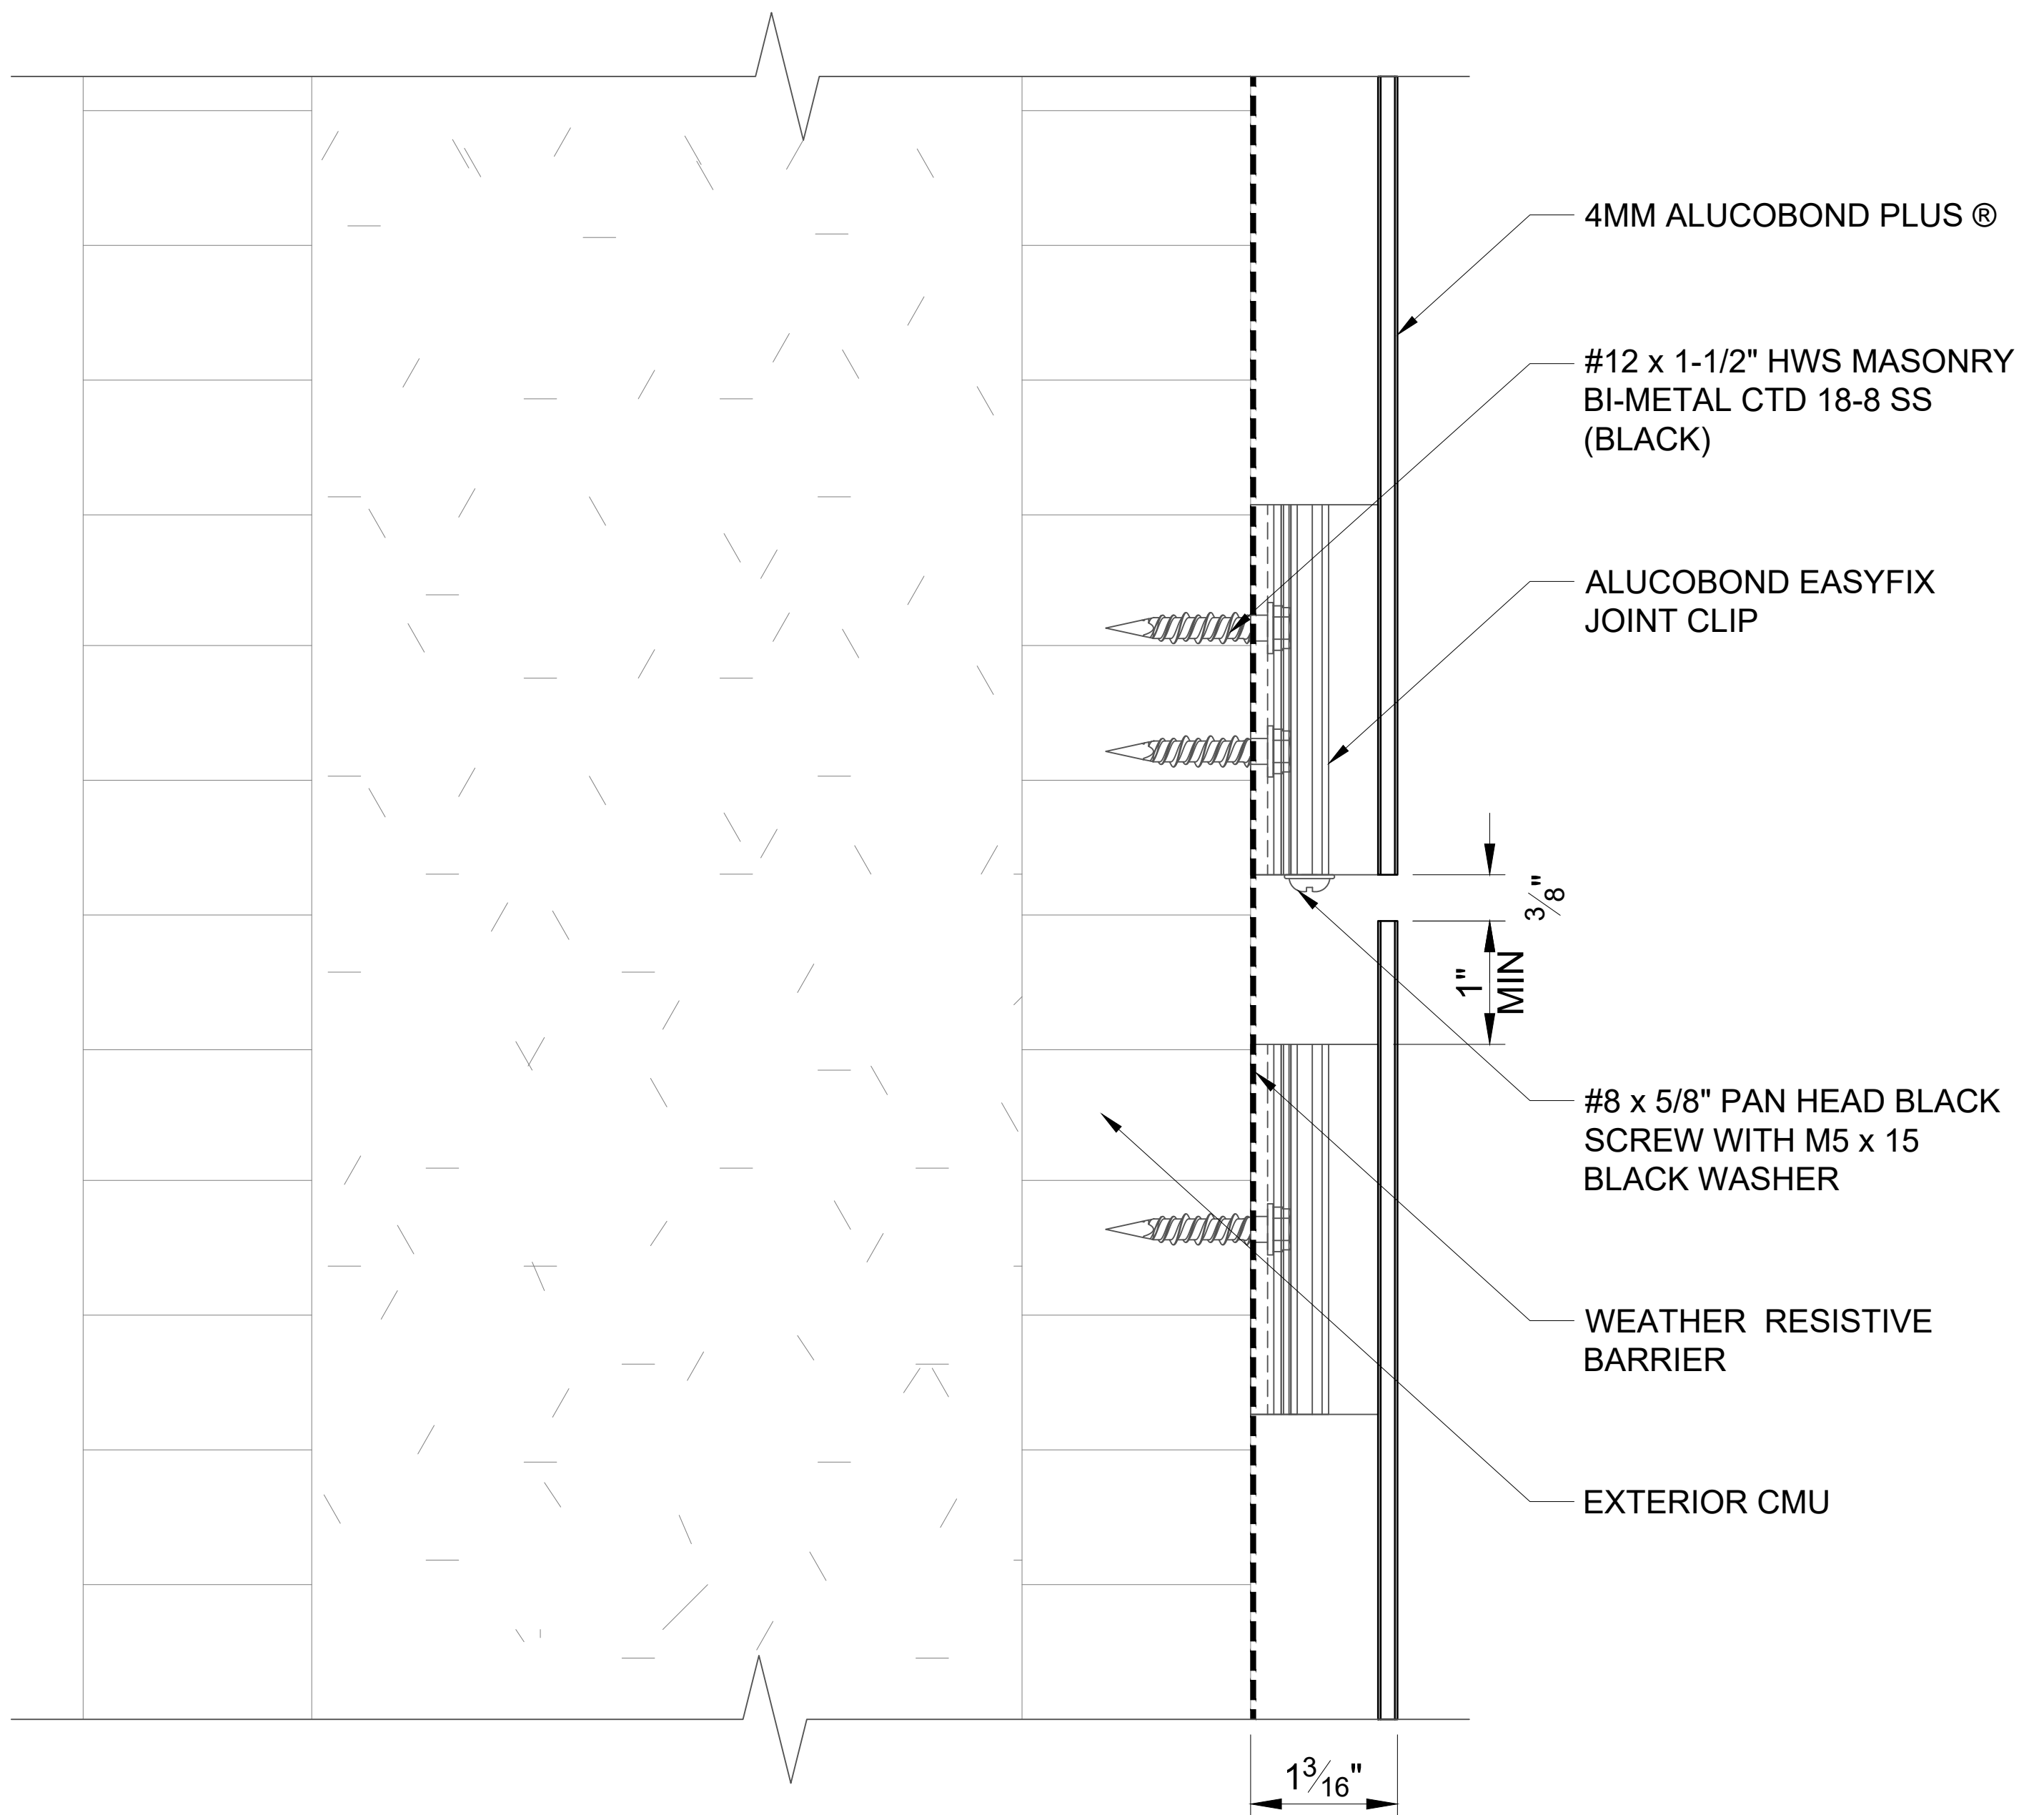 4MM ALUCOBOND PLUS ®
#12 x 1-1/2" HWS MASONRY
BI-METAL CTD 18-8 SS
(BLACK)
ALUCOBOND EASYFIX
JOINT CLIP
3/8"
1"
MIN
#8 x 5/8" PAN HEAD BLACK
SCREW WITH M5 x 15
BLACK WASHER
WEATHER  RESISTIVE
BARRIER
EXTERIOR CMU
1 3/16"